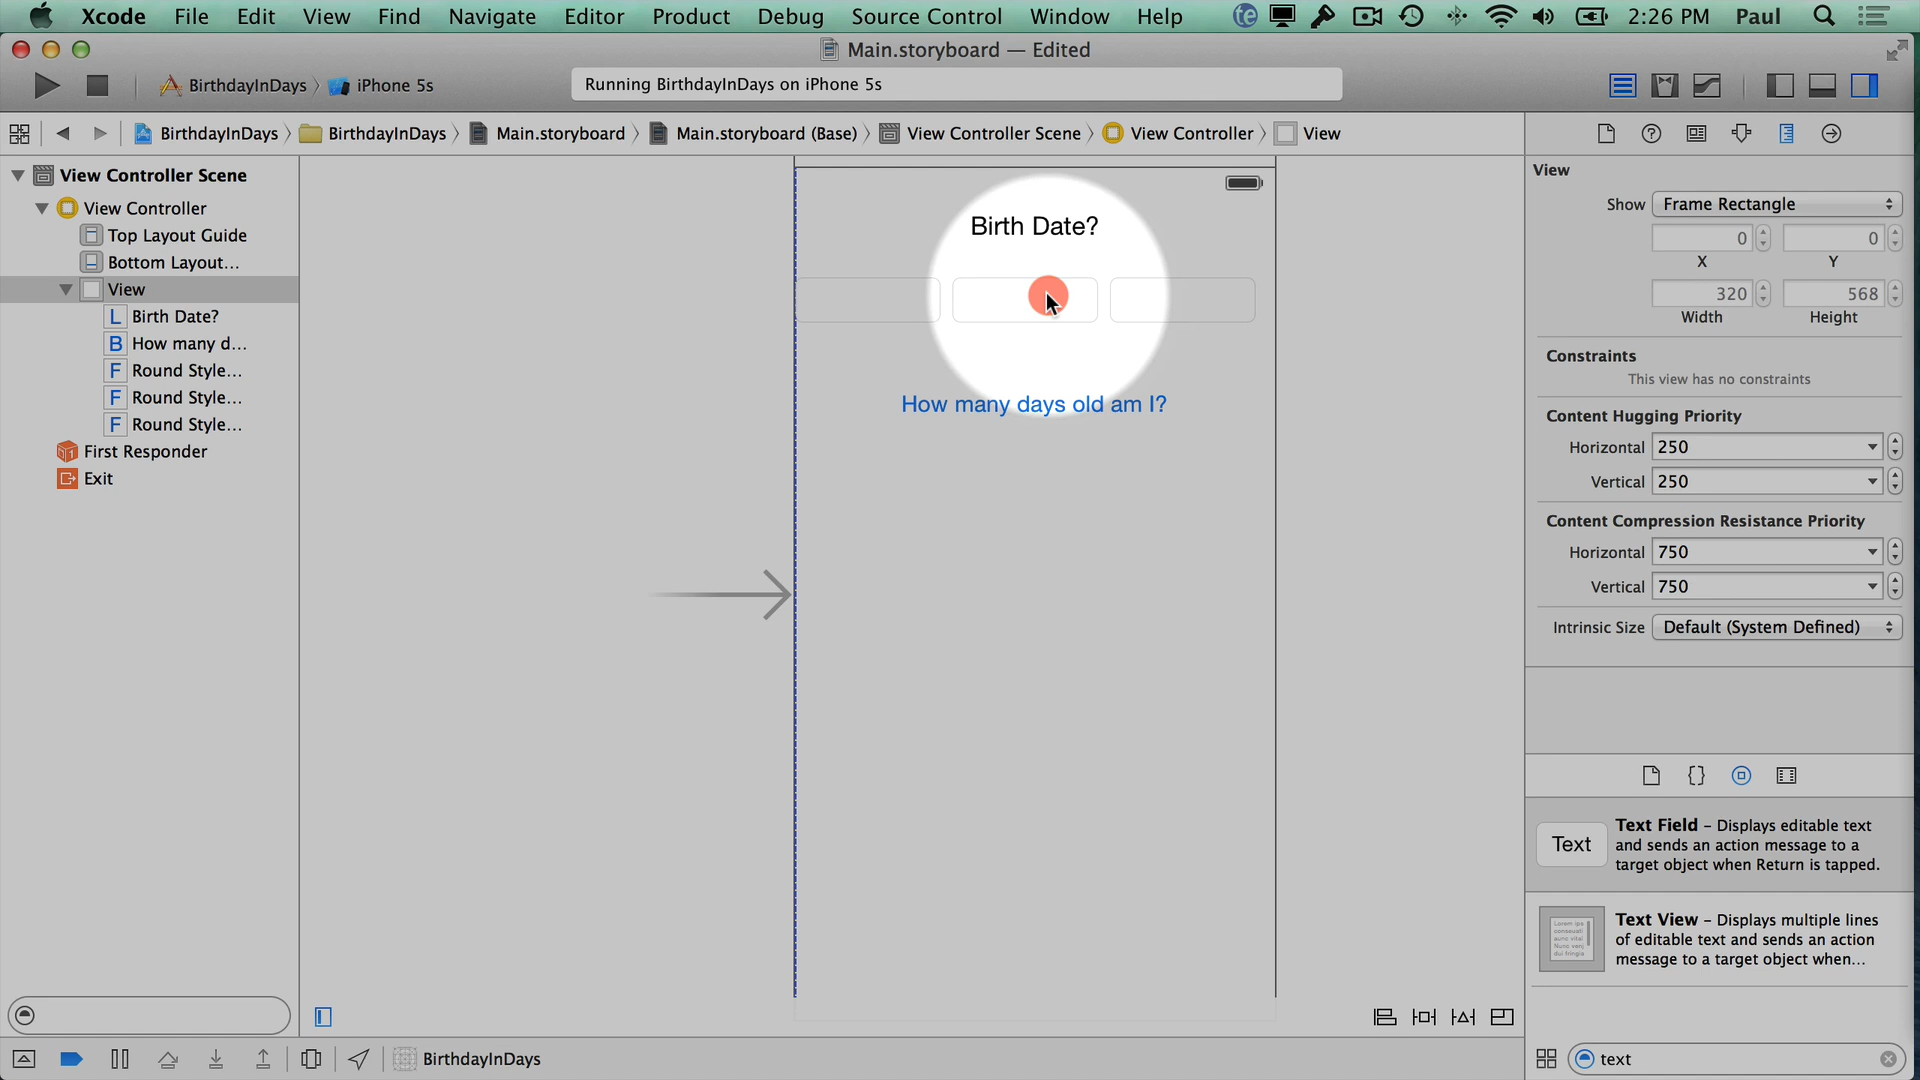 Xcode File Edit View Find Navigate Editor Product Debug Source Control Window Help te 2:26 PM Paul
Main.storyboard — Edited
BirthdayInDays iPhone 5s
Running BirthdayInDays on iPhone 5s
BirthdayInDays BirthdayInDays Main.storyboard Main.storyboard (Base) View Controller Scene View Controller View
View Controller Scene
View Controller
Top Layout Guide
Bottom Layout...
View
L Birth Date?
B How many d...
F Round Style...
F Round Style...
F Round Style...
First Responder
Exit
Birth Date?
How many days old am I?
View
Show Frame Rectangle
0 0
X Y
320 568
Width Height
Constraints
This view has no constraints
Content Hugging Priority
Horizontal 250
Vertical 250
Content Compression Resistance Priority
Horizontal 750
Vertical 750
Intrinsic Size Default (System Defined)
Text
Text Field – Displays editable text
and sends an action message to a
target object when Return is tapped.
Text View – Displays multiple lines
of editable text and sends an action
message to a target object when...
BirthdayInDays
text